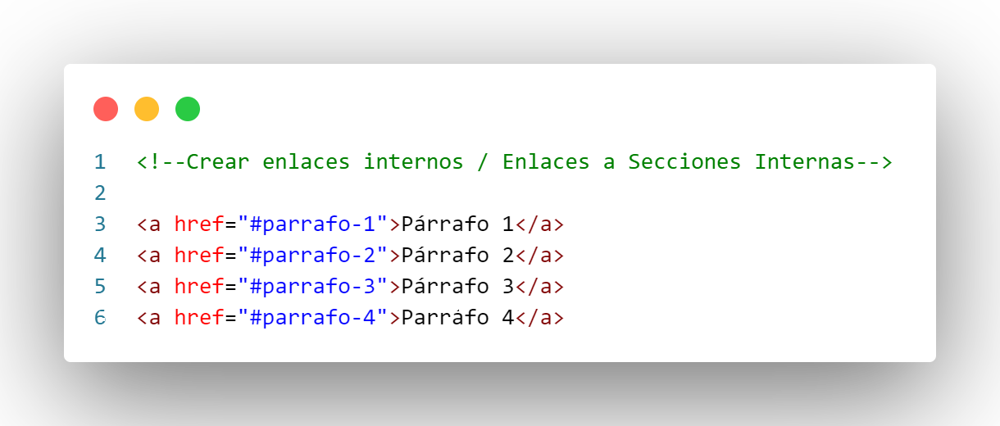 1 <!--Crear enlaces internos / Enlaces a Secciones Internas-->
2
3 <a href="#parrafo-1">Párrafo 1</a>
4 <a href="#parrafo-2">Párrafo 2</a>
5 <a href="#parrafo-3">Párrafo 3</a>
6 <a href="#parrafo-4">Parráfo 4</a>